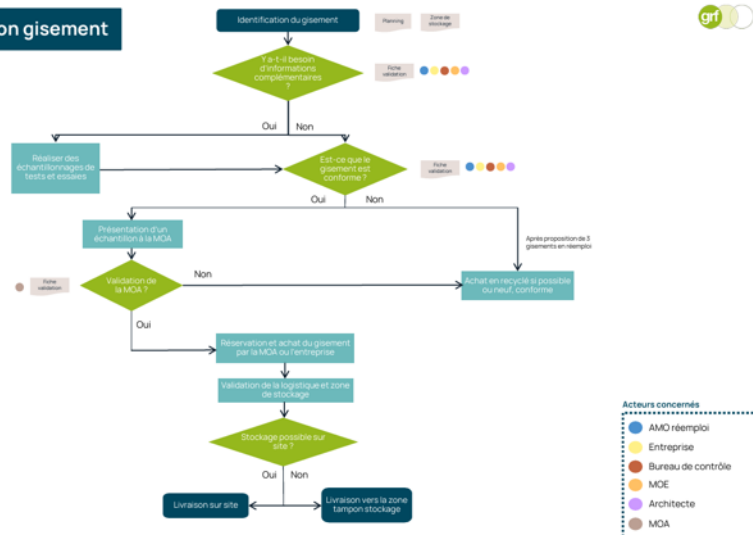 on gisement
grf
Identification du gisement
Planning
Zone de
stockage
Y a-t-il besoin
d'informations
complémentaires
?
Fiche
validation
Oui
Non
Réaliser des
échantillonnages de
tests et essaies
Est-ce que le
gisement est
conforme ?
Fiche
validation
Oui
Non
Présentation d'un
échantillon à la MOA
Après proposition de 3
gisements en réemploi
Fiche
validation
Validation de
la MOA ?
Non
Achat en recyclé si possible
ou neuf, conforme
Oui
Réservation et achat du gisement
par la MOA ou l'entreprise
Validation de la logistique et zone
de stockage
Stockage possible sur
site ?
Oui
Non
Livraison sur site
Livraison vers la zone
tampon stockage
Acteurs concernés
AMO réemploi
Entreprise
Bureau de contrôle
MOE
Architecte
MOA